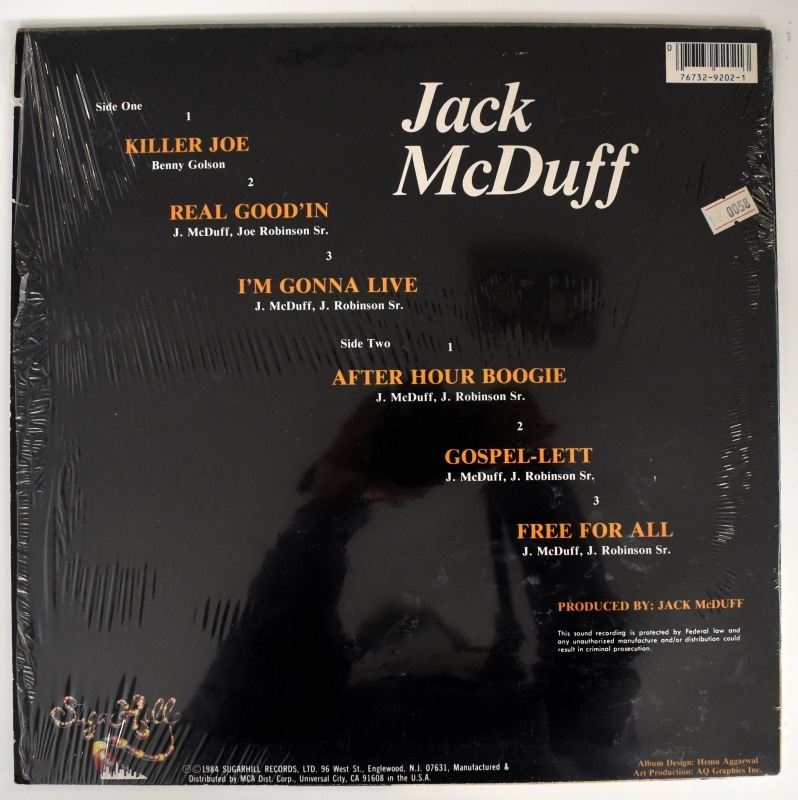 0
76732-9202-1
Jack
McDuff
0058
Side One
1
KILLER JOE
Benny Golson
2
REAL GOOD'IN
J. McDuff, Joe Robinson Sr.
3
I'M GONNA LIVE
J. McDuff, J. Robinson Sr.
Side Two
1
AFTER HOUR BOOGIE
J. McDuff, J. Robinson Sr.
2
GOSPEL-LETT
J. McDuff, J. Robinson Sr.
3
FREE FOR ALL
J. McDuff, J. Robinson Sr.
PRODUCED BY: JACK McDUFF
This sound recording is protected by Federal law and
any unauthorized manufacture and/or distribution could
result in criminal prosecution.
Sugar Hill
℗©1984 SUGARHILL RECORDS, LTD. 96 West St., Englewood, N.J. 07631, Manufactured &
Distributed by MCA Dist. Corp., Universal City, CA 91608 in the U.S.A.
Album Design: Hemu Aggarwal
Art Production: AQ Graphics Inc.